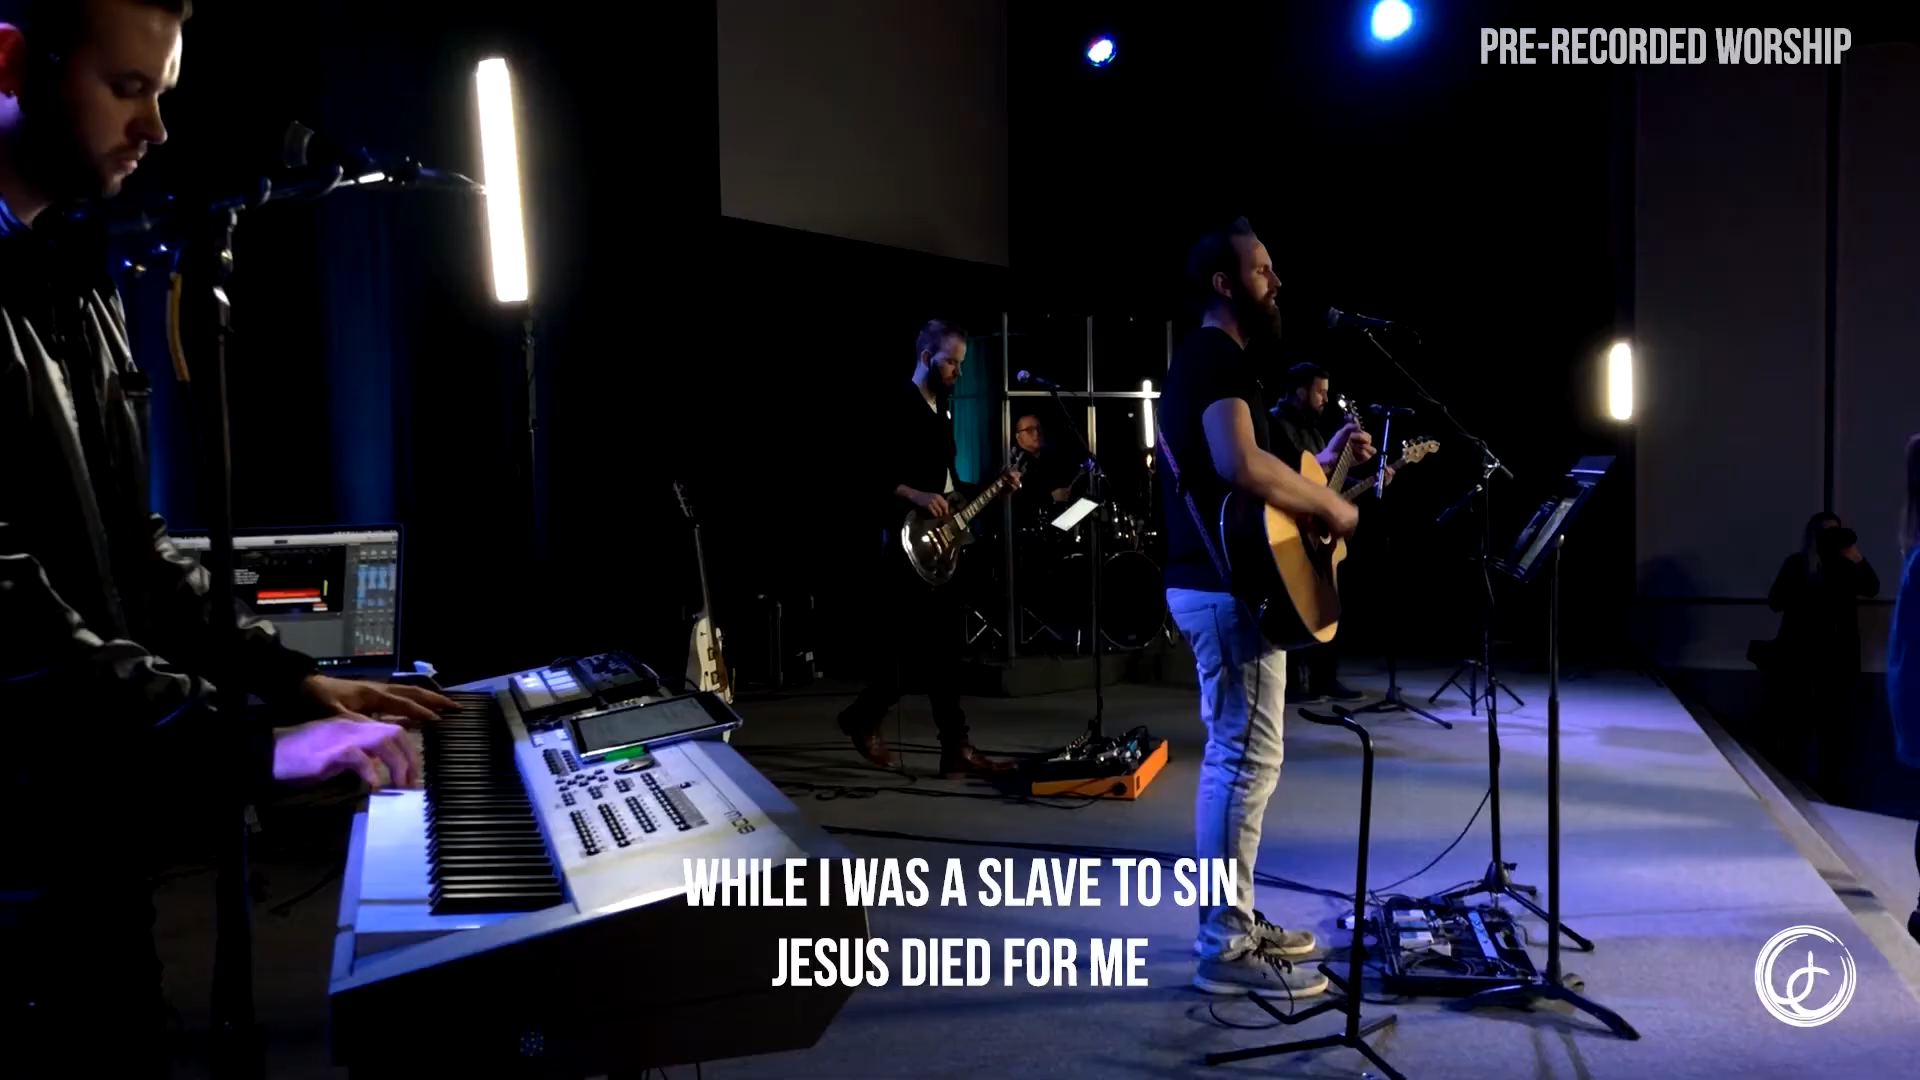 PRE-RECORDED WORSHIP
WHILE I WAS A SLAVE TO SIN
JESUS DIED FOR ME